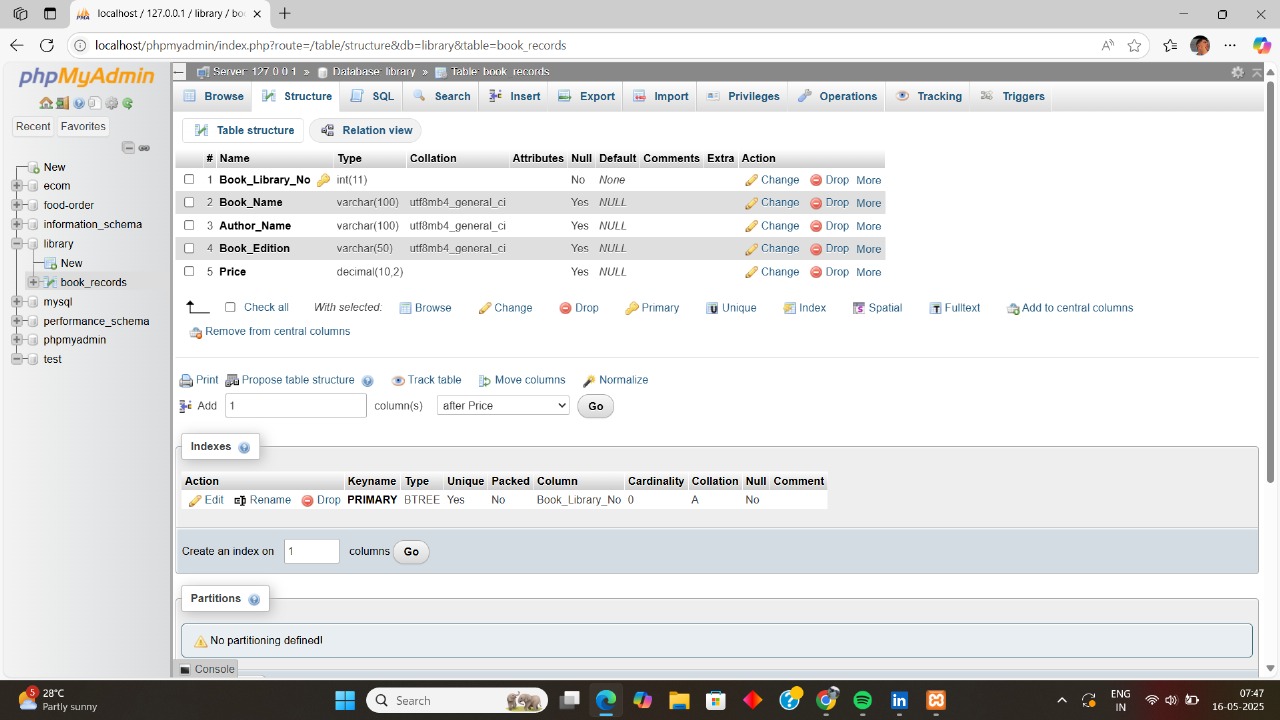 localhost / 127.0.0.1 / library / boo
localhost/phpmyadmin/index.php?route=/table/structure&db=library&table=book_records
phpMyAdmin
Recent Favorites
New
ecom
food-order
information_schema
library
New
book_records
mysql
performance_schema
phpmyadmin
test
Server: 127.0.0.1 » Database: library » Table: book_records
Browse Structure SQL Search Insert Export Import Privileges Operations Tracking Triggers
Table structure Relation view
# Name Type Collation Attributes Null Default Comments Extra Action
1 Book_Library_No int(11) No None Change Drop More
2 Book_Name varchar(100) utf8mb4_general_ci Yes NULL Change Drop More
3 Author_Name varchar(100) utf8mb4_general_ci Yes NULL Change Drop More
4 Book_Edition varchar(50) utf8mb4_general_ci Yes NULL Change Drop More
5 Price decimal(10,2) Yes NULL Change Drop More
Check all With selected: Browse Change Drop Primary Unique Index Spatial Fulltext Add to central columns
Remove from central columns
Print Propose table structure Track table Move columns Normalize
Add 1 column(s) after Price Go
Indexes
Action Keyname Type Unique Packed Column Cardinality Collation Null Comment
Edit Rename Drop PRIMARY BTREE Yes No Book_Library_No 0 A No
Create an index on 1 columns Go
Partitions
No partitioning defined!
Console
5
28°C
Partly sunny
Search
ENG
IN
07:47
16-05-2025